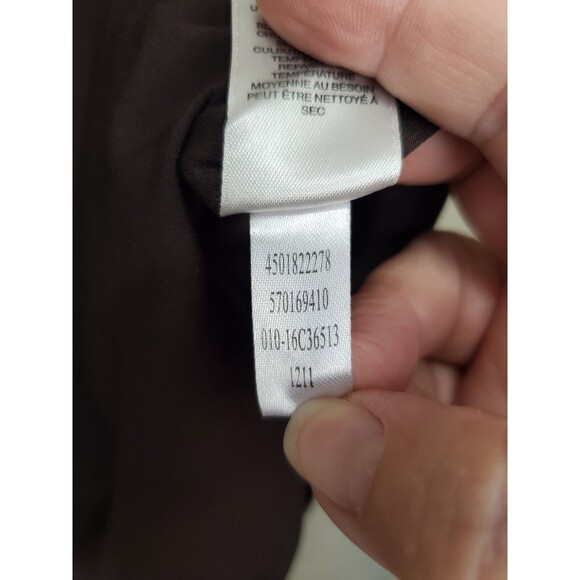 TEMPÉRATURE
MOYENNE AU BESOIN
PEUT ÊTRE NETTOYÉ À
SEC
4501822278
570169410
010-16C36513
1211